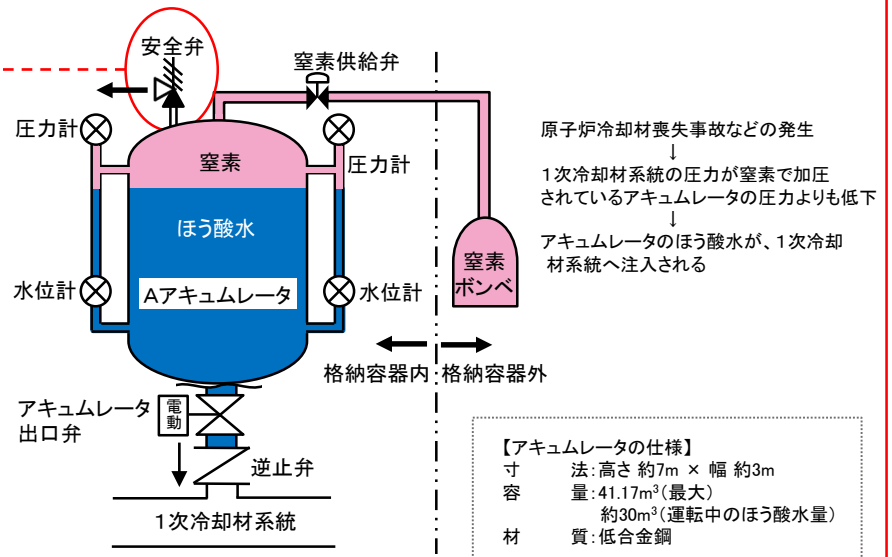 安全弁
窒素供給弁
圧力計
圧力計
窒素
ほう酸水
水位計
Aアキュムレータ
水位計
窒素
ボンベ
格納容器内
格納容器外
アキュムレータ
出口弁
電動
逆止弁
1次冷却材系統
原子炉冷却材喪失事故などの発生
↓
1次冷却材系統の圧力が窒素で加圧
されているアキュムレータの圧力よりも低下
↓
アキュムレータのほう酸水が、1次冷却
材系統へ注入される
【アキュムレータの仕様】
寸 法:高さ 約7m × 幅 約3m
容 量:41.17m³(最大)
約30m³(運転中のほう酸水量)
材 質:低合金鋼